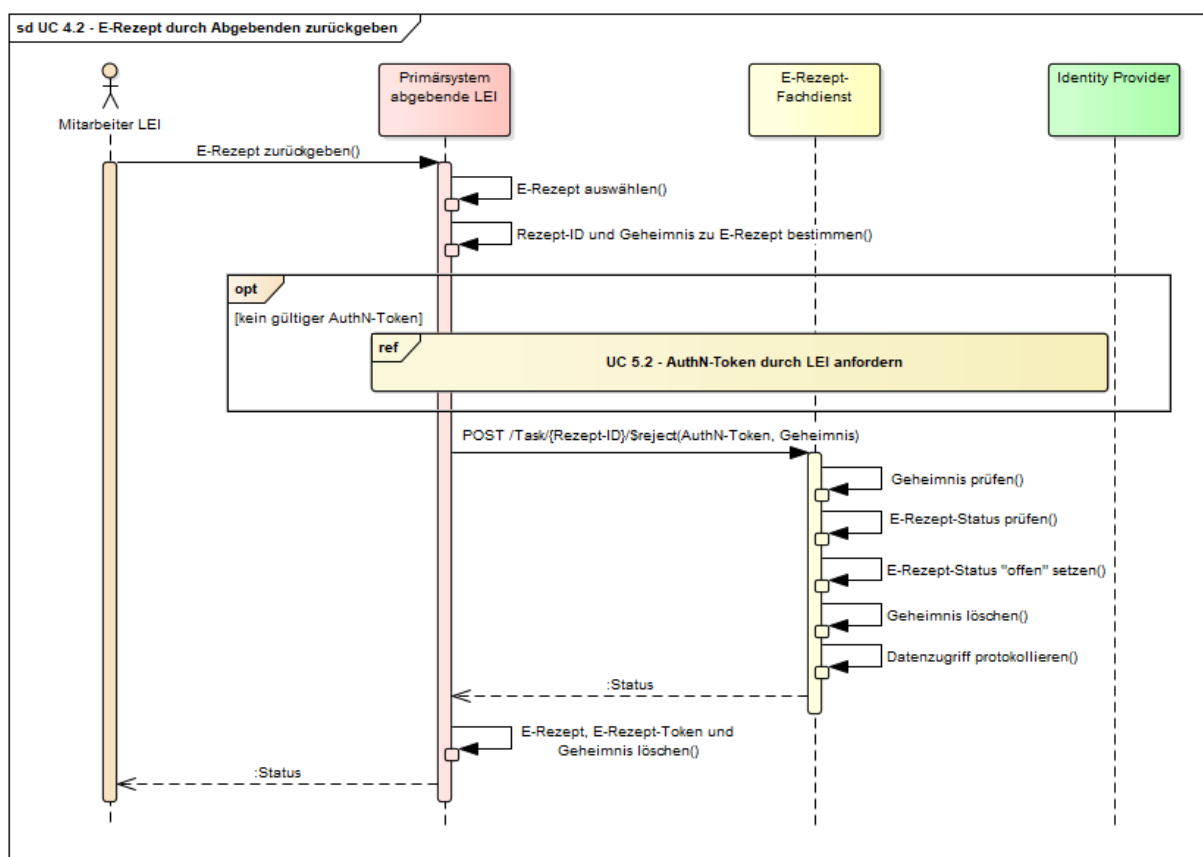 sd UC 4.2 - E-Rezept durch Abgebenden zurückgeben
Mitarbeiter LEI
Primärsystem
abgebende LEI
E-Rezept-
Fachdienst
Identity Provider
E-Rezept zurückgeben()
E-Rezept auswählen()
Rezept-ID und Geheimnis zu E-Rezept bestimmen()
opt
[kein gültiger AuthN-Token]
ref
UC 5.2 - AuthN-Token durch LEI anfordern
POST /Task/{Rezept-ID}/$reject(AuthN-Token, Geheimnis)
Geheimnis prüfen()
E-Rezept-Status prüfen()
E-Rezept-Status "offen" setzen()
Geheimnis löschen()
Datenzugriff protokollieren()
:Status
E-Rezept, E-Rezept-Token und
Geheimnis löschen()
:Status